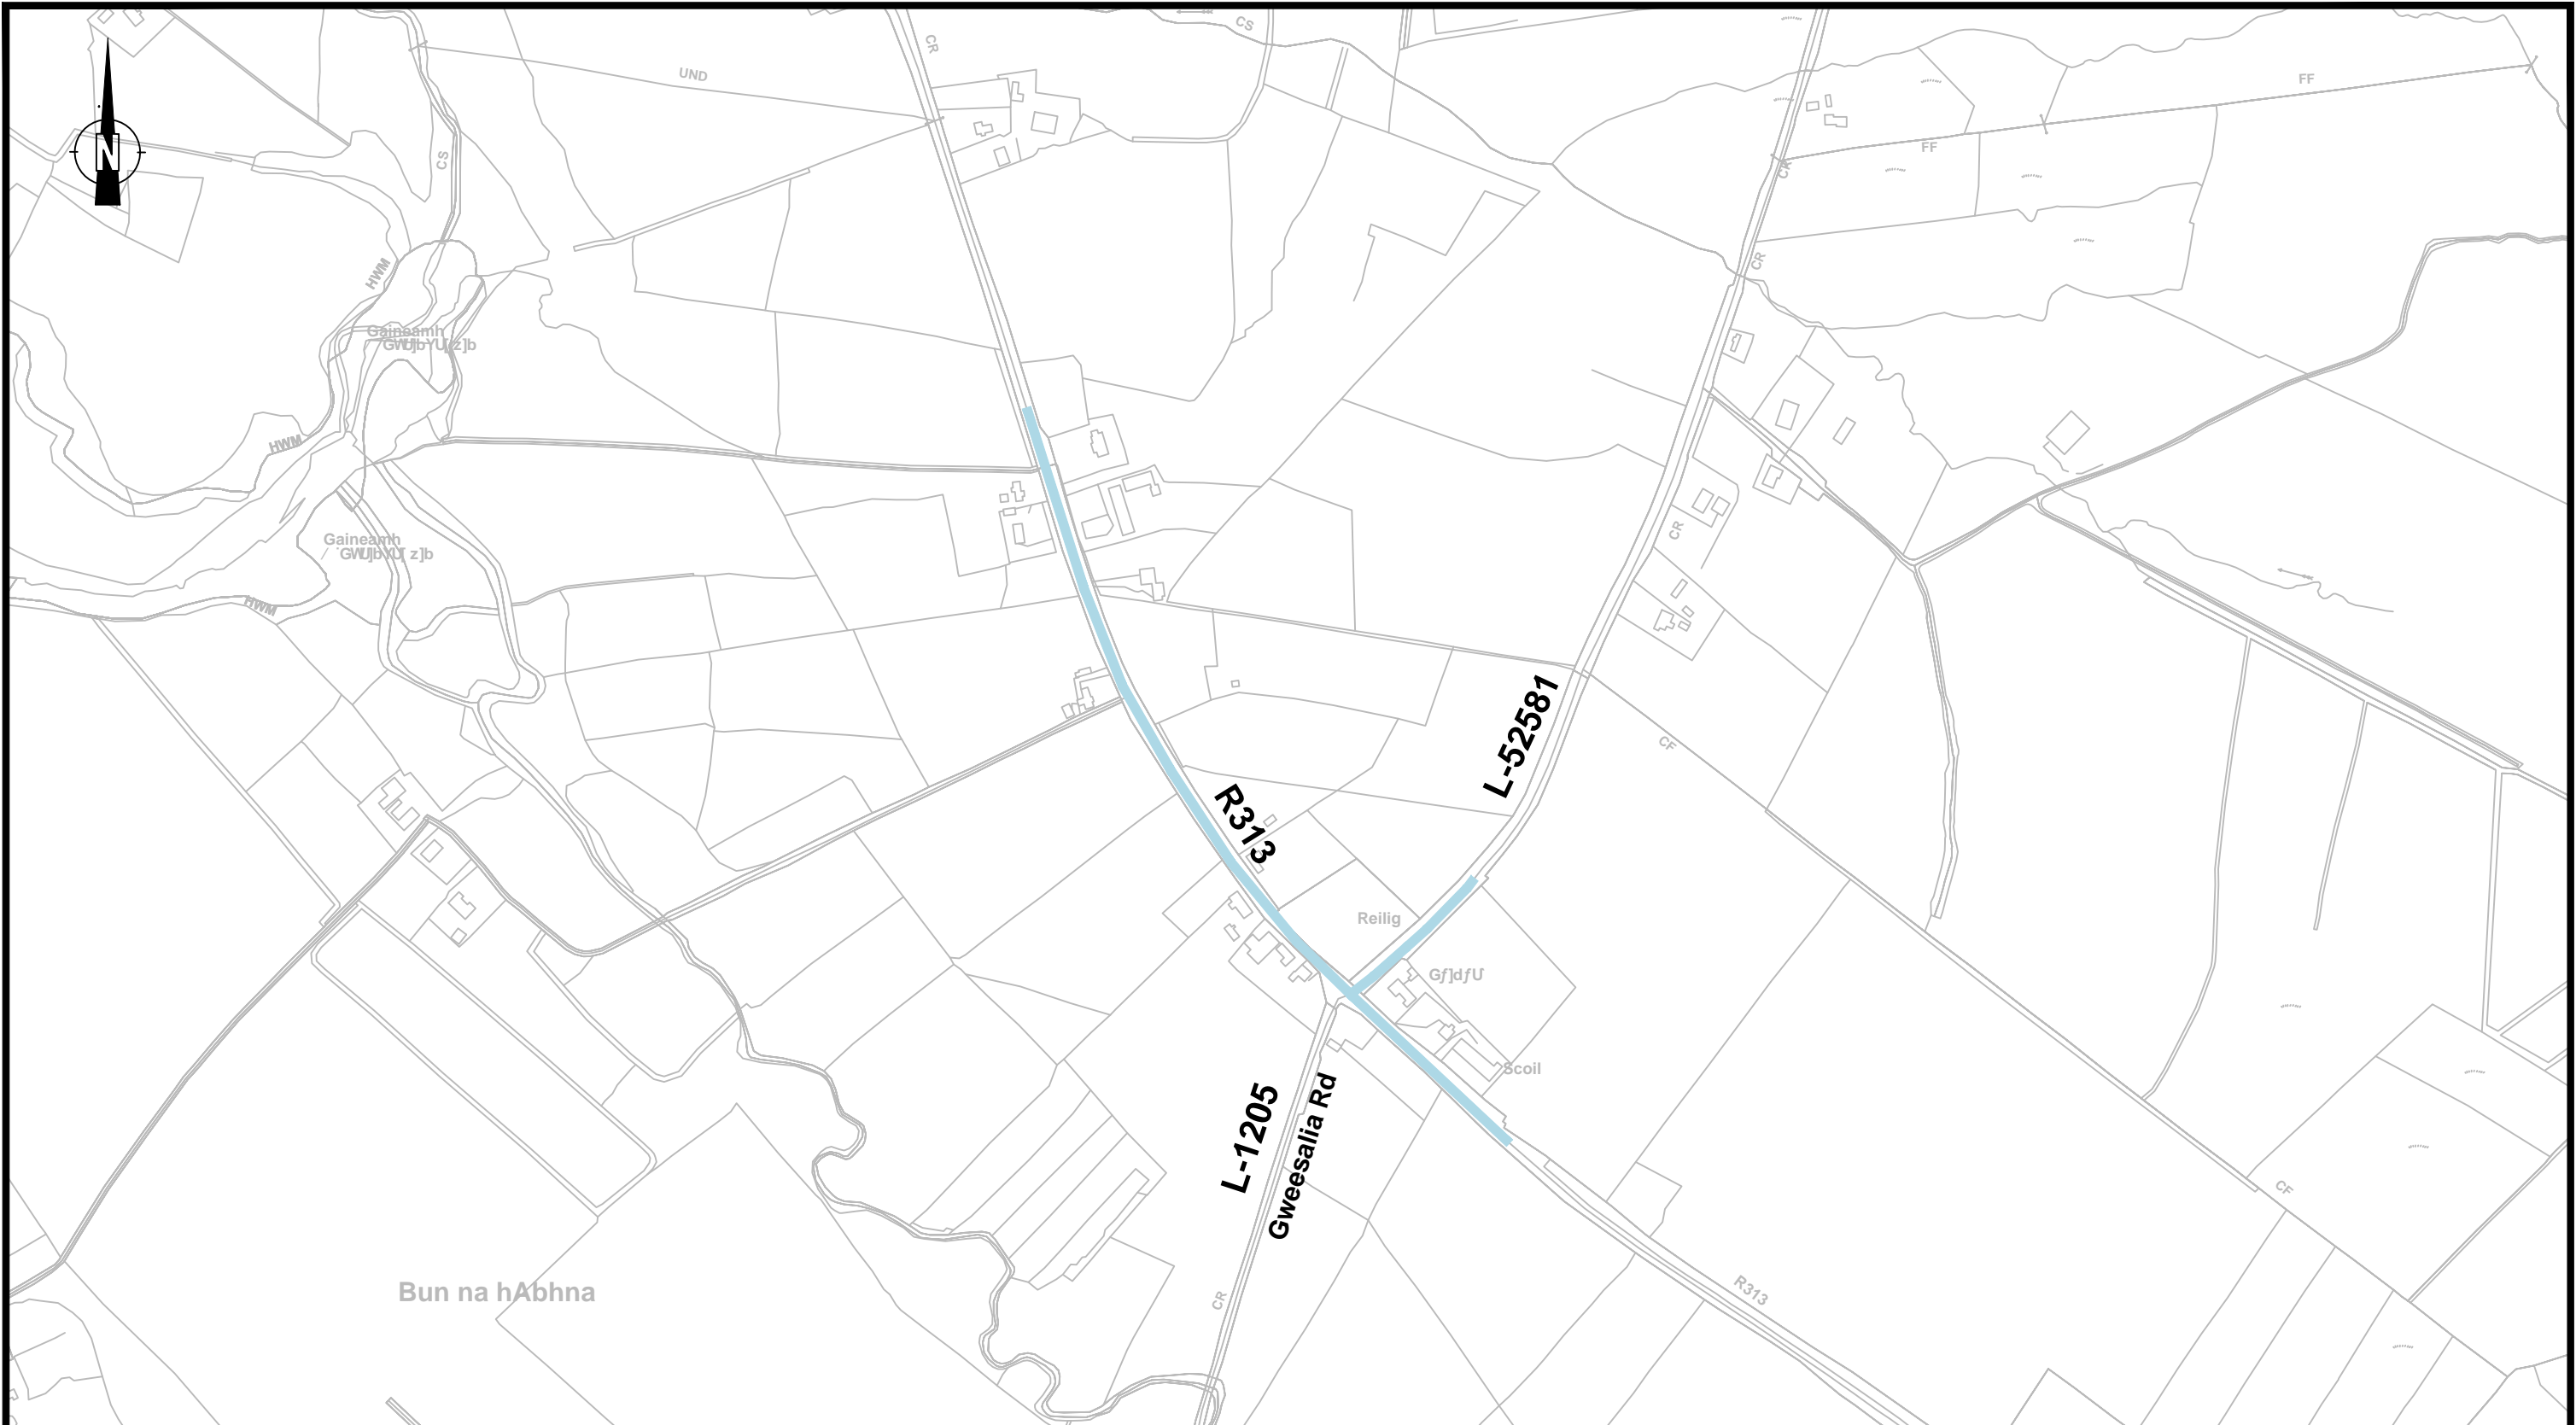 CS
CR
UND
FF
N
CS
FF
CR
CR
HWM
Gaineamh
HWM
CR
Gaineamh
HWM
L-52581
CF
R313
Reilig
Scoil
L-1205
Gweesalia Rd
CF
Bun na hAbhna
CR
R313